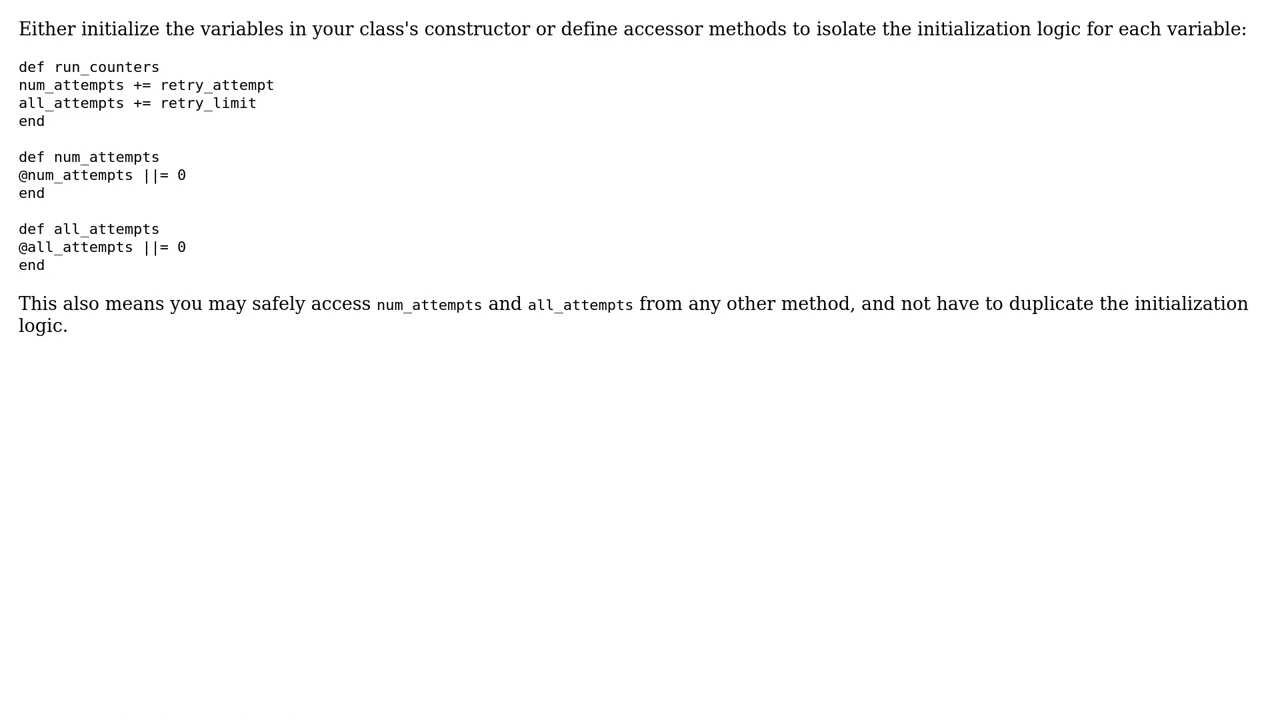 Either initialize the variables in your class's constructor or define accessor methods to isolate the initialization logic for each variable:
def run_counters
num_attempts += retry_attempt
all_attempts += retry_limit
end
def num_attempts
@num_attempts ||= 0
end
def all_attempts
@all_attempts ||= 0
end
This also means you may safely access num_attempts and all_attempts from any other method, and not have to duplicate the initialization
logic.